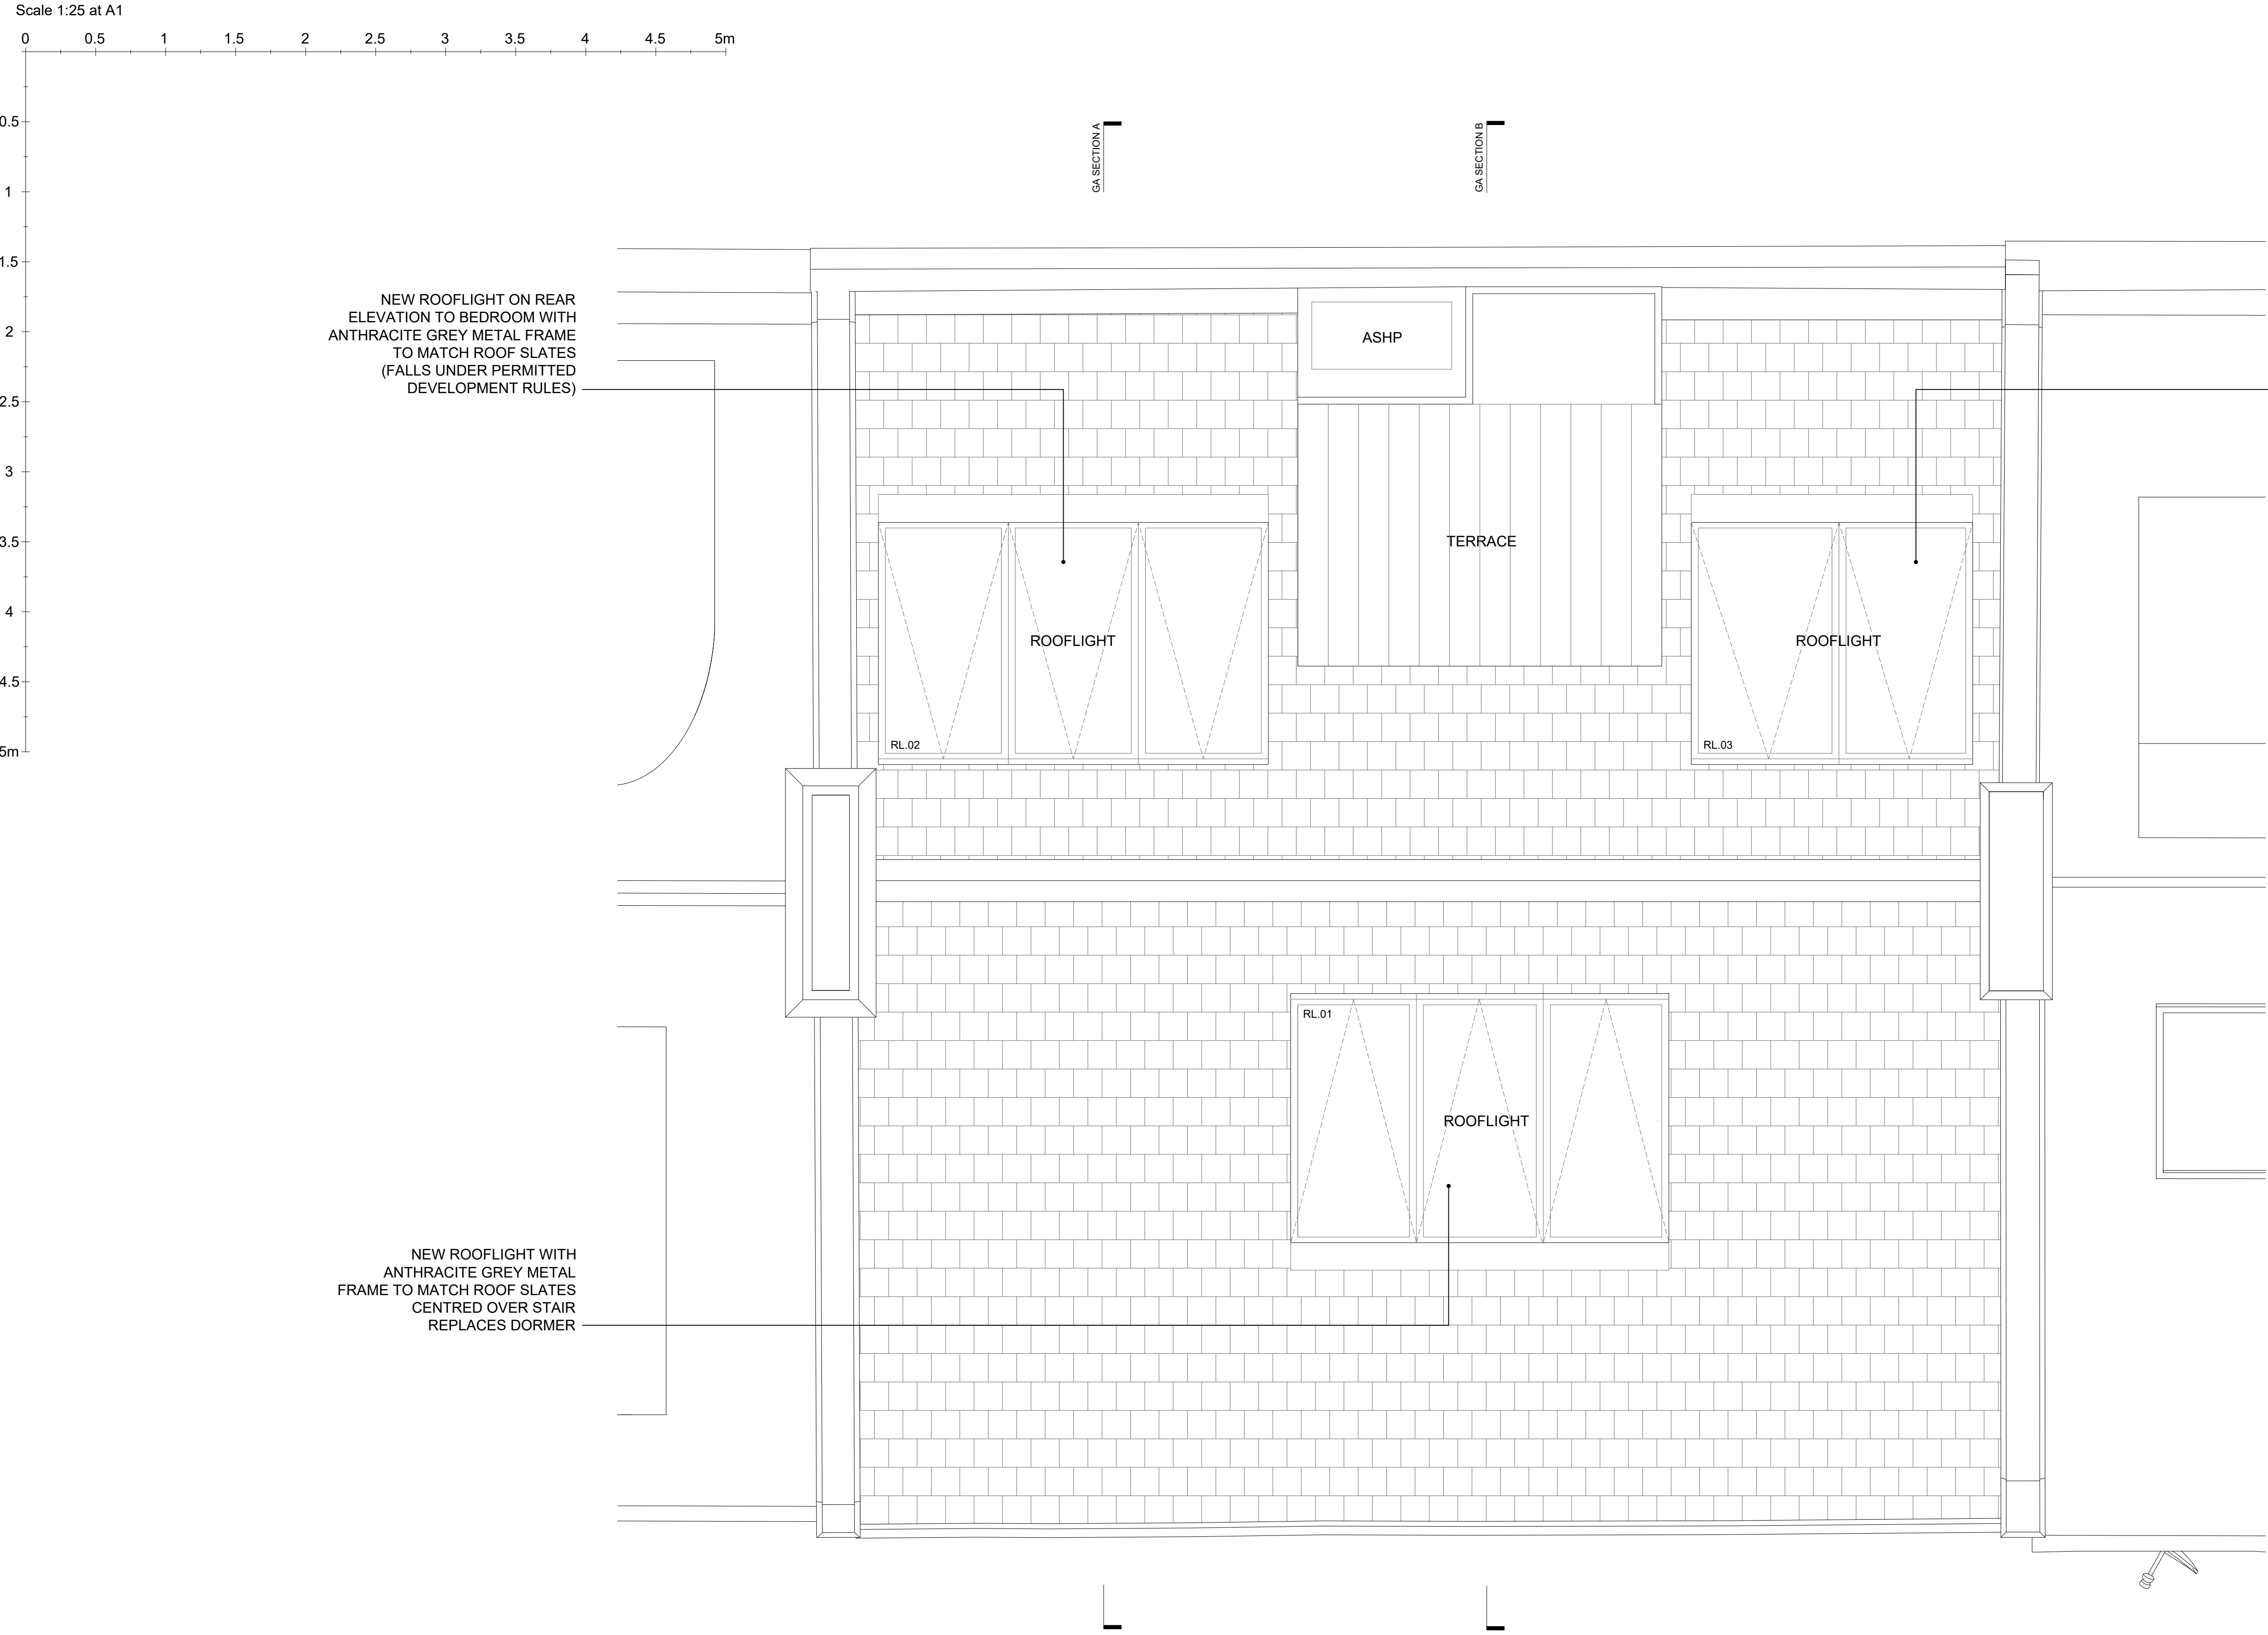 Scale 1:25 at A1
0 0.5 1 1.5 2 2.5 3 3.5 4 4.5 5m
0.5
1
1.5
2
2.5
3
3.5
4
4.5
5m
GA SECTION A
GA SECTION B
NEW ROOFLIGHT ON REAR
ELEVATION TO BEDROOM WITH
ANTHRACITE GREY METAL FRAME
TO MATCH ROOF SLATES
(FALLS UNDER PERMITTED
DEVELOPMENT RULES)
ASHP
TERRACE
ROOFLIGHT
RL.02
ROOFLIGHT
RL.03
RL.01
ROOFLIGHT
NEW ROOFLIGHT WITH
ANTHRACITE GREY METAL
FRAME TO MATCH ROOF SLATES
CENTRED OVER STAIR
REPLACES DORMER